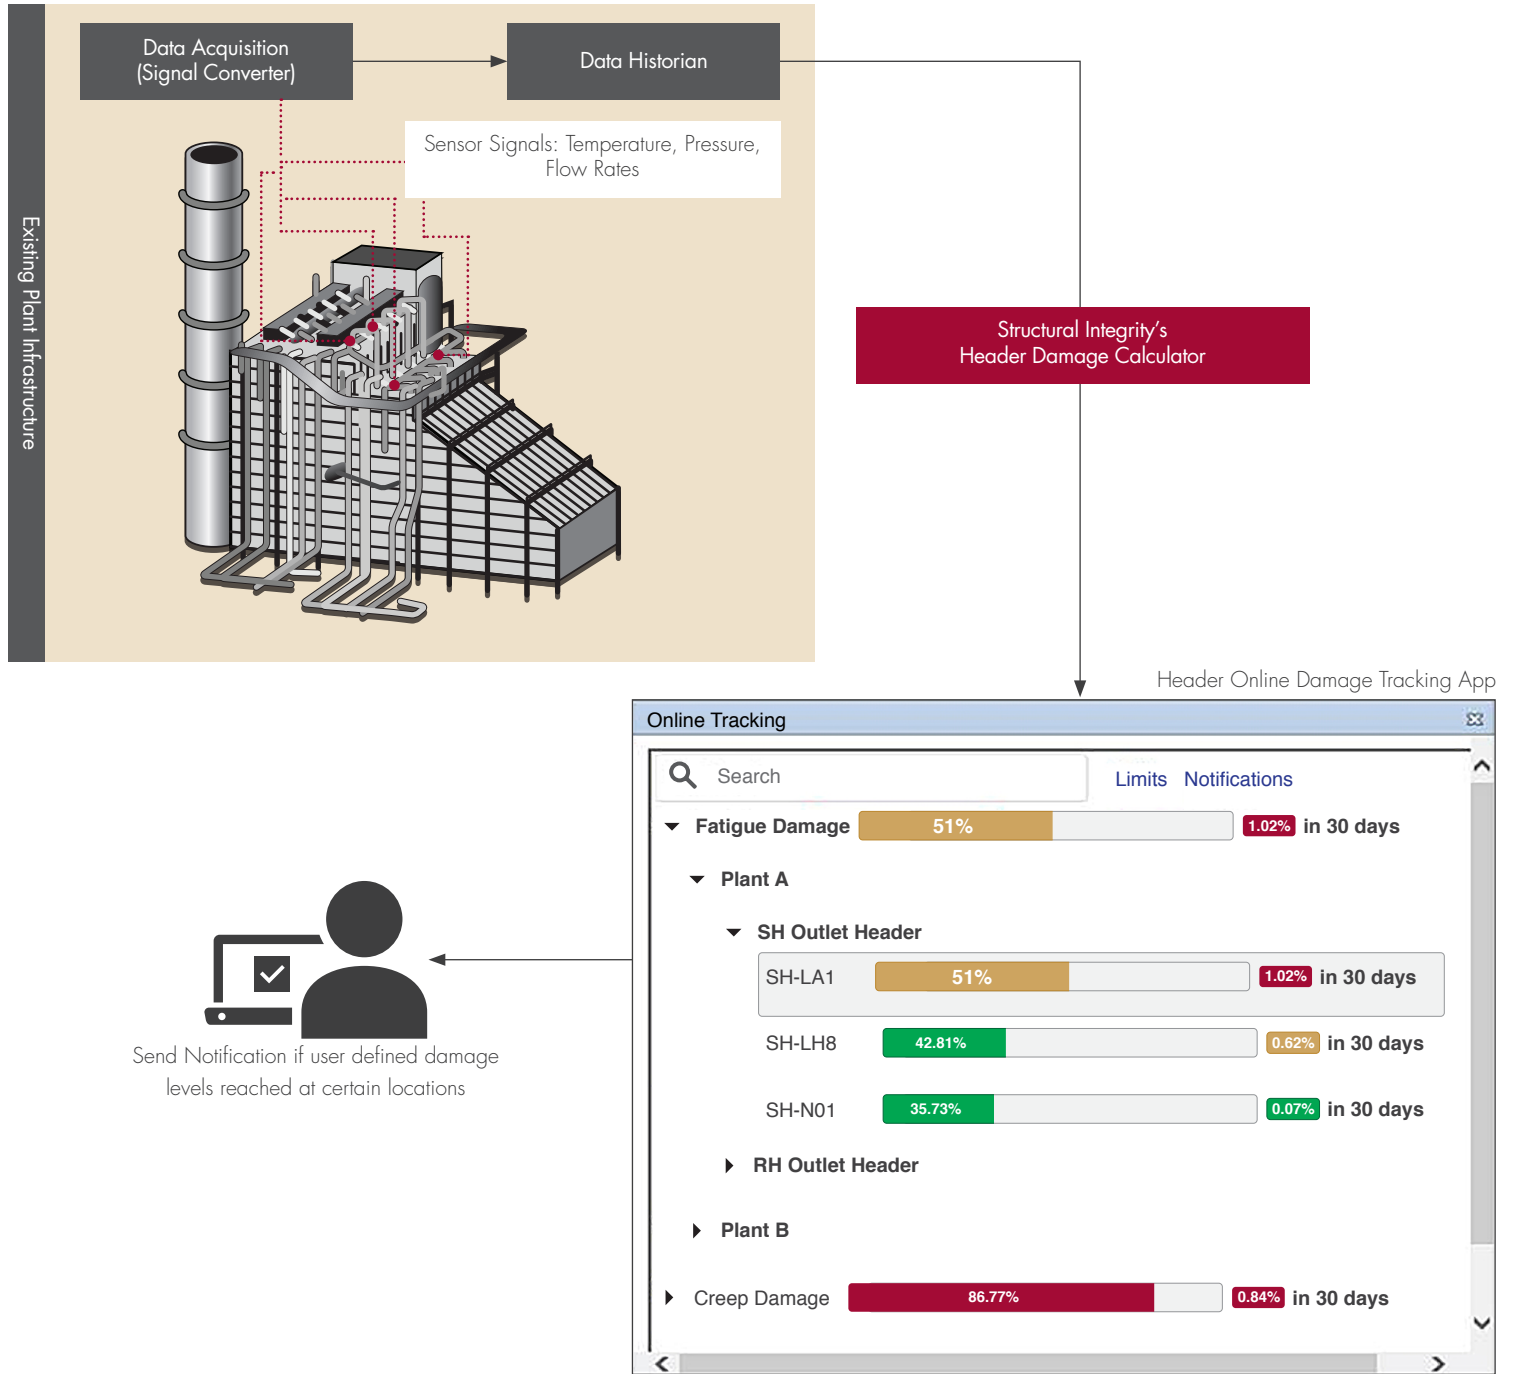 Existing Plant Infrastructure
Data Acquisition
(Signal Converter)
Data Historian
Sensor Signals: Temperature, Pressure,
Flow Rates
Structural Integrity's
Header Damage Calculator
Header Online Damage Tracking App
Online Tracking
Search
Limits Notifications
Fatigue Damage 51% 1.02% in 30 days
Plant A
SH Outlet Header
SH-LA1 51% 1.02% in 30 days
SH-LH8 42.81% 0.62% in 30 days
SH-N01 35.73% 0.07% in 30 days
RH Outlet Header
Plant B
Creep Damage 86.77% 0.84% in 30 days
Send Notification if user defined damage
levels reached at certain locations